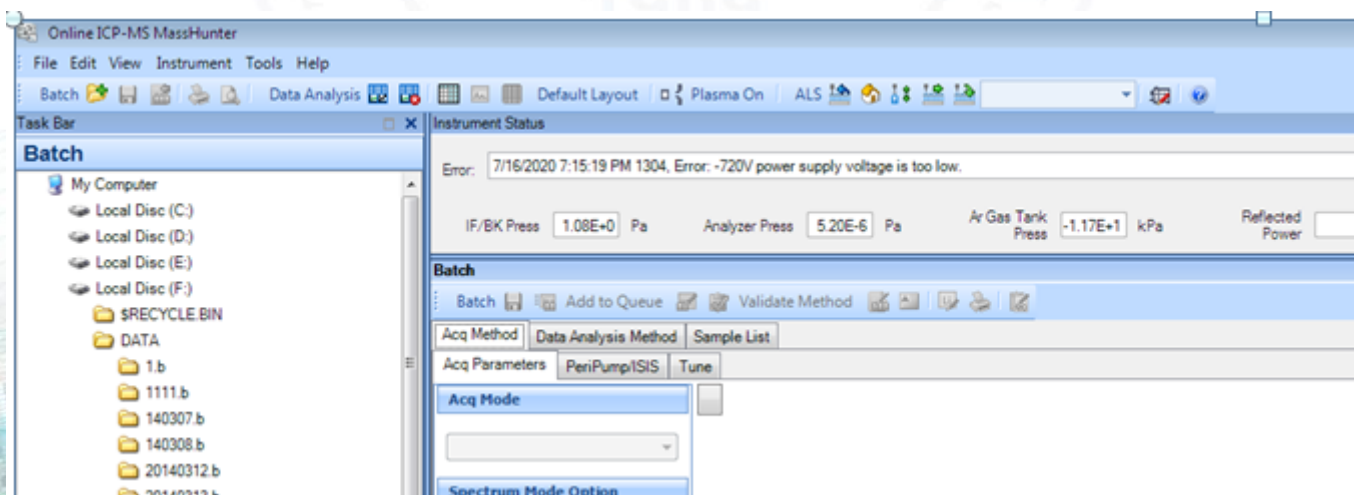 Online ICP-MS MassHunter
File Edit View Instrument Tools Help
Batch Data Analysis Default Layout Plasma On ALS
Task Bar
Batch
My Computer
Local Disc (C:)
Local Disc (D:)
Local Disc (E:)
Local Disc (F:)
$RECYCLE.BIN
DATA
1.b
1111.b
140307.b
140308.b
20140312.b
20140313.b
Instrument Status
Error: 7/16/2020 7:15:19 PM 1304, Error: -720V power supply voltage is too low.
IF/BK Press 1.08E+0 Pa Analyzer Press 5.20E-6 Pa Ar Gas Tank Press -1.17E+1 kPa Reflected Power
Batch
Batch Add to Queue Validate Method
Acq Method Data Analysis Method Sample List
Acq Parameters PeriPump/ISIS Tune
Acq Mode
Spectrum Mode Option